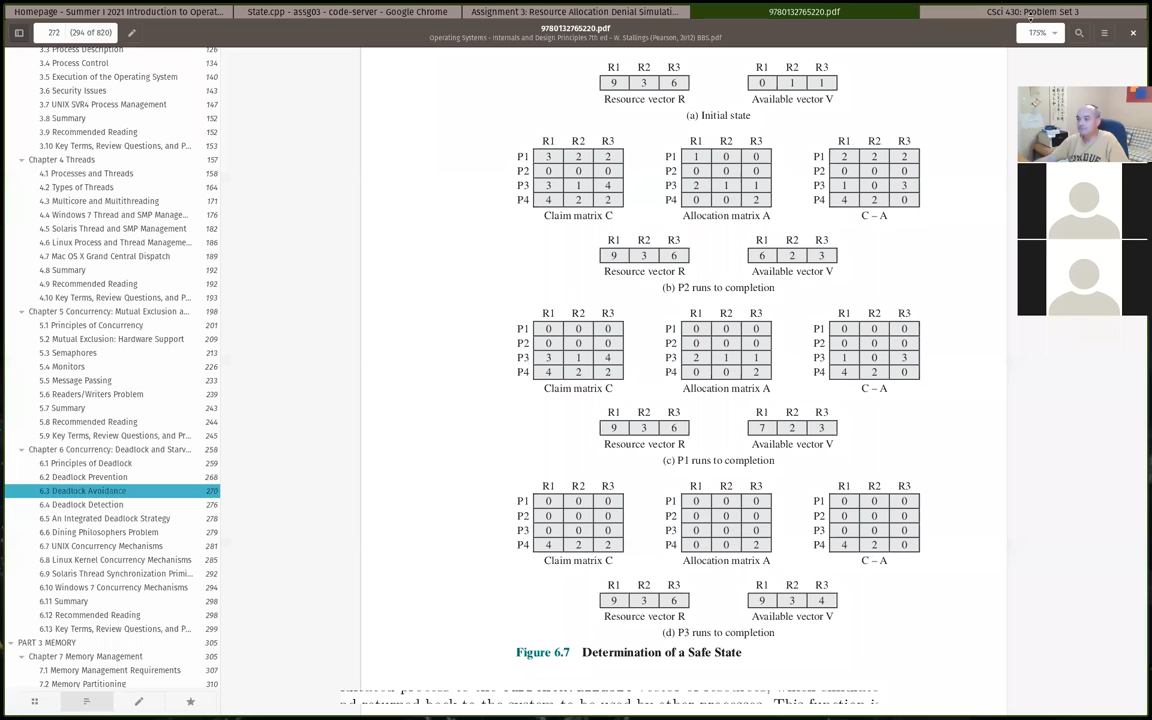 Homepage - Summer I 2021 Introduction to Operat... State.cpp - assg03 - code-server - Google Chrome Assignment 3: Resource Allocation Denial Simulati... 9780132765220.pdf CSci 430: Problem Set 3
272 (294 of 820) 9780132765220.pdf 175%
Operating Systems - Internals and Design Principles 7th ed - W. Stallings (Pearson, 2012) BBS.pdf
3.3 Process Description 126
3.4 Process Control 134
3.5 Execution of the Operating System 140
3.6 Security Issues 143
3.7 UNIX SVR4 Process Management 147
3.8 Summary 152
3.9 Recommended Reading 152
3.10 Key Terms, Review Questions, and P... 153
Chapter 4 Threads 157
4.1 Processes and Threads 158
4.2 Types of Threads 164
4.3 Multicore and Multithreading 171
4.4 Windows 7 Thread and SMP Manage... 176
4.5 Solaris Thread and SMP Management 182
4.6 Linux Process and Thread Manageme... 186
4.7 Mac OS X Grand Central Dispatch 189
4.8 Summary 192
4.9 Recommended Reading 192
4.10 Key Terms, Review Questions, and P... 193
Chapter 5 Concurrency: Mutual Exclusion a... 198
5.1 Principles of Concurrency 201
5.2 Mutual Exclusion: Hardware Support 209
5.3 Semaphores 213
5.4 Monitors 226
5.5 Message Passing 233
5.6 Readers/Writers Problem 239
5.7 Summary 243
5.8 Recommended Reading 244
5.9 Key Terms, Review Questions, and Pr... 245
Chapter 6 Concurrency: Deadlock and Starv... 258
6.1 Principles of Deadlock 259
6.2 Deadlock Prevention 268
6.3 Deadlock Avoidance 270
6.4 Deadlock Detection 276
6.5 An Integrated Deadlock Strategy 278
6.6 Dining Philosophers Problem 279
6.7 UNIX Concurrency Mechanisms 281
6.8 Linux Kernel Concurrency Mechanisms 285
6.9 Solaris Thread Synchronization Primi... 292
6.10 Windows 7 Concurrency Mechanisms 294
6.11 Summary 298
6.12 Recommended Reading 298
6.13 Key Terms, Review Questions, and P... 299
PART 3 MEMORY 305
Chapter 7 Memory Management 305
7.1 Memory Management Requirements 307
7.2 Memory Partitioning 310
R1 R2 R3 R1 R2 R3
9 3 6 0 1 1
Resource vector R Available vector V
(a) Initial state
R1 R2 R3 R1 R2 R3 R1 R2 R3
P1 3 2 2 P1 1 0 0 P1 2 2 2
P2 0 0 0 P2 0 0 0 P2 0 0 0
P3 3 1 4 P3 2 1 1 P3 1 0 3
P4 4 2 2 P4 0 0 2 P4 4 2 0
Claim matrix C Allocation matrix A C – A
R1 R2 R3 R1 R2 R3
9 3 6 6 2 3
Resource vector R Available vector V
(b) P2 runs to completion
R1 R2 R3 R1 R2 R3 R1 R2 R3
P1 0 0 0 P1 0 0 0 P1 0 0 0
P2 0 0 0 P2 0 0 0 P2 0 0 0
P3 3 1 4 P3 2 1 1 P3 1 0 3
P4 4 2 2 P4 0 0 2 P4 4 2 0
Claim matrix C Allocation matrix A C – A
R1 R2 R3 R1 R2 R3
9 3 6 7 2 3
Resource vector R Available vector V
(c) P1 runs to completion
R1 R2 R3 R1 R2 R3 R1 R2 R3
P1 0 0 0 P1 0 0 0 P1 0 0 0
P2 0 0 0 P2 0 0 0 P2 0 0 0
P3 0 0 0 P3 0 0 0 P3 0 0 0
P4 4 2 2 P4 0 0 2 P4 4 2 0
Claim matrix C Allocation matrix A C – A
R1 R2 R3 R1 R2 R3
9 3 6 9 3 4
Resource vector R Available vector V
(d) P3 runs to completion
Figure 6.7 Determination of a Safe State